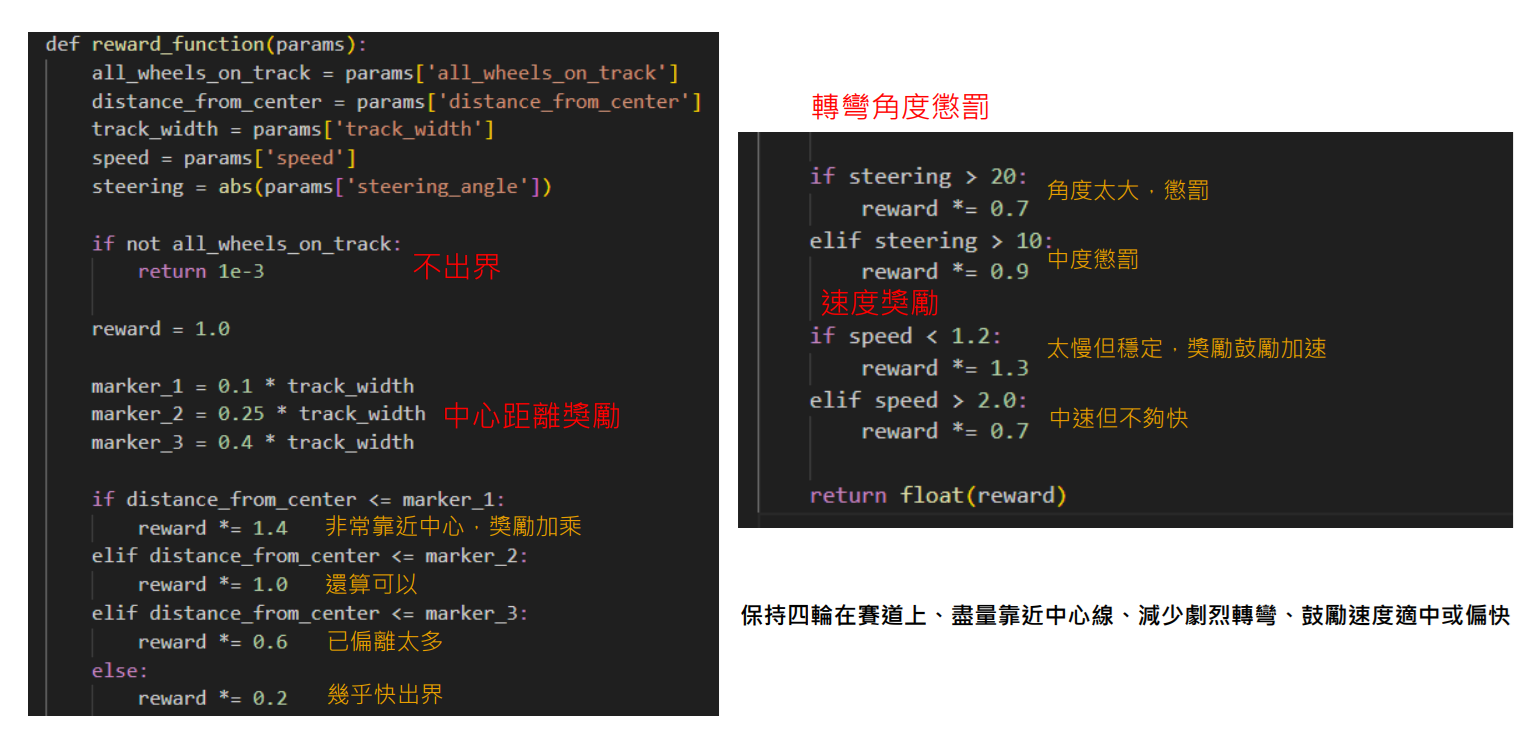 def reward_function(params):
all_wheels_on_track = params['all_wheels_on_track']
distance_from_center = params['distance_from_center']
track_width = params['track_width']
speed = params['speed']
steering = abs(params['steering_angle'])
if not all_wheels_on_track:
return 1e-3
不出界
reward = 1.0
marker_1 = 0.1 * track_width
marker_2 = 0.25 * track_width
中心距離獎勵
marker_3 = 0.4 * track_width
if distance_from_center <= marker_1:
reward *= 1.4 非常靠近中心，獎勵加乘
elif distance_from_center <= marker_2:
reward *= 1.0 還算可以
elif distance_from_center <= marker_3:
reward *= 0.6 已偏離太多
else:
reward *= 0.2 幾乎快出界
轉彎角度懲罰
if steering > 20:
角度太大，懲罰
reward *= 0.7
elif steering > 10:
中度懲罰
reward *= 0.9
速度獎勵
if speed < 1.2:
太慢但穩定，獎勵鼓勵加速
reward *= 1.3
elif speed > 2.0:
中速但不夠快
reward *= 0.7
return float(reward)
保持四輪在賽道上、盡量靠近中心線、減少劇烈轉彎、鼓勵速度適中或偏快